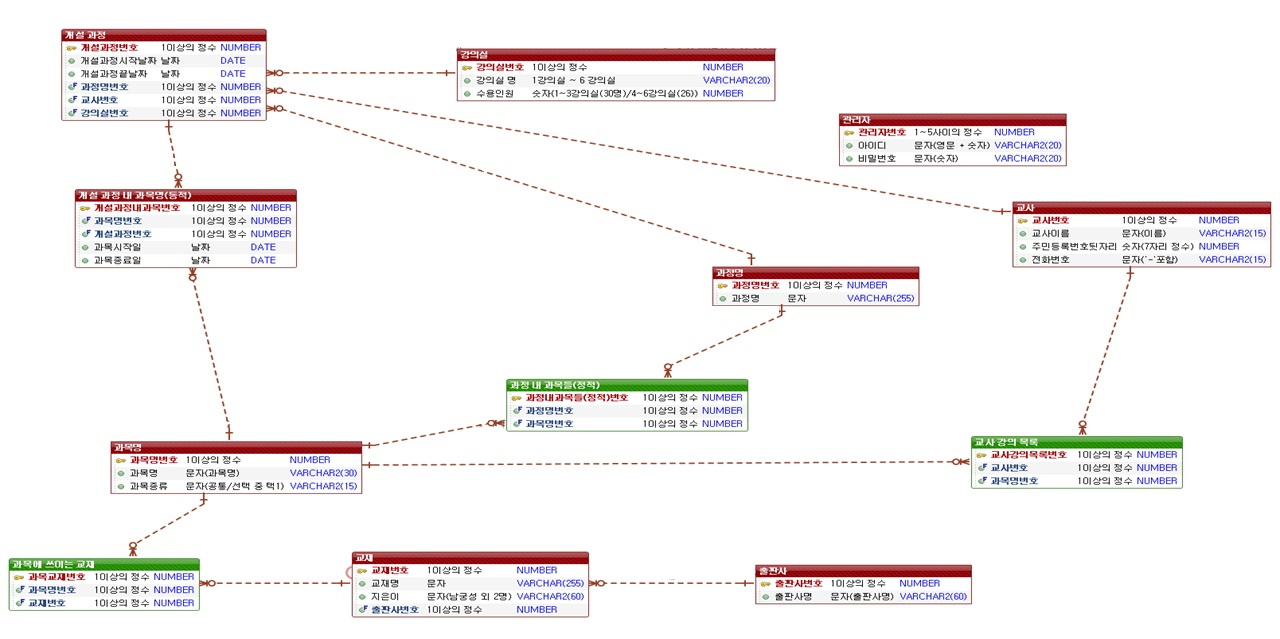 개설 과정
개설과정번호 1이상의 정수 NUMBER
개설과정시작날짜 날짜 DATE
개설과정끝날짜 날짜 DATE
과정명번호 1이상의 정수 NUMBER
교사번호 1이상의 정수 NUMBER
강의실번호 1이상의 정수 NUMBER
강의실
강의실번호 1이상의 정수 NUMBER
강의실 명 1강의실 ~ 6 강의실 VARCHAR2(20)
수용인원 숫자(1~3강의실(30명)/4~6강의실(26)) NUMBER
관리자
관리자번호 1~5사이의 정수 NUMBER
아이디 문자(영문 + 숫자) VARCHAR2(20)
비밀번호 문자(숫자) VARCHAR2(20)
개설 과정 내 과목명(동적)
개설과정내과목번호 1이상의 정수 NUMBER
과목명번호 1이상의 정수 NUMBER
개설과정번호 1이상의 정수 NUMBER
과목시작일 날짜 DATE
과목종료일 날짜 DATE
교사
교사번호 1이상의 정수 NUMBER
교사이름 문자(이름) VARCHAR2(15)
주민등록번호뒷자리 숫자(7자리 정수) NUMBER
전화번호 문자('-'포함) VARCHAR2(15)
과정명
과정명번호 1이상의 정수 NUMBER
과정명 문자 VARCHAR(255)
과정 내 과목들(정적)
과정내과목들(정적)번호 1이상의 정수 NUMBER
과정명번호 1이상의 정수 NUMBER
과목명번호 1이상의 정수 NUMBER
과목명
과목명번호 1이상의 정수 NUMBER
과목명 문자(과목명) VARCHAR2(30)
과목종류 문자(공통/선택 중 택1) VARCHAR2(15)
교사 강의 목록
교사강의목록번호 1이상의 정수 NUMBER
교사번호 1이상의 정수 NUMBER
과목명번호 1이상의 정수 NUMBER
과목에 쓰이는 교재
과목교재번호 1이상의 정수 NUMBER
과목명번호 1이상의 정수 NUMBER
교재번호 1이상의 정수 NUMBER
교재
교재번호 1이상의 정수 NUMBER
교재명 문자 VARCHAR(255)
지은이 문자(남궁성 외 2명) VARCHAR2(60)
출판사번호 1이상의 정수 NUMBER
출판사
출판사번호 1이상의 정수 NUMBER
출판사명 문자(출판사명) VARCHAR2(60)